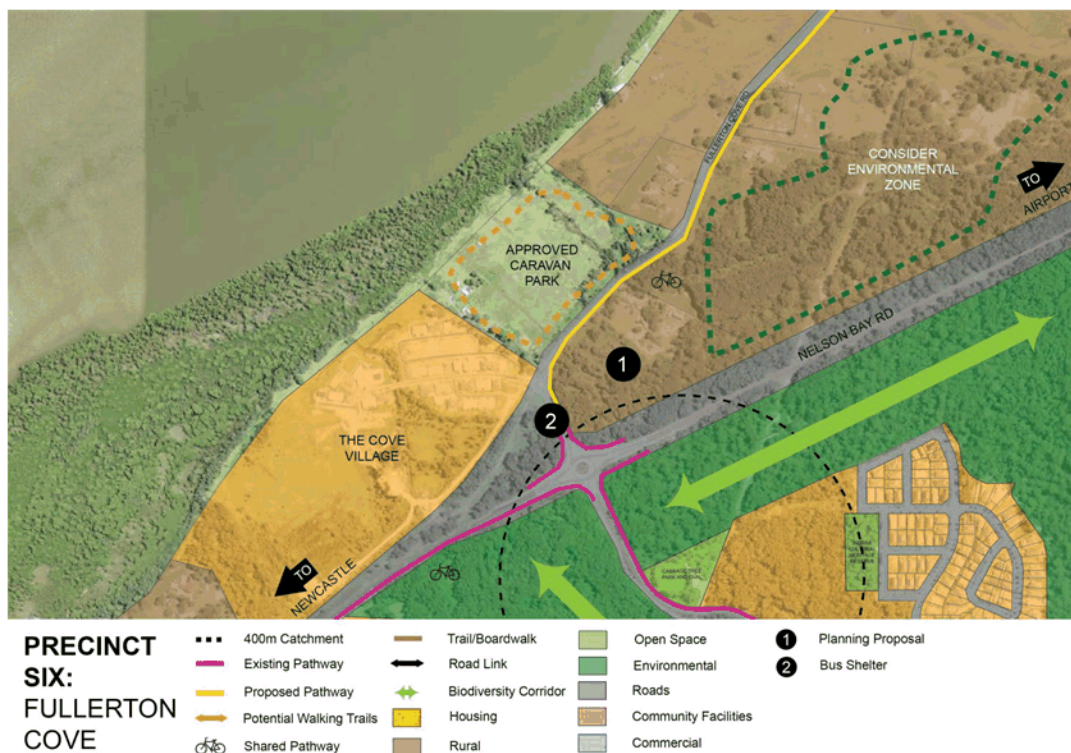 FULLERTON COVE RD
CONSIDER
ENVIRONMENTAL
ZONE
TO
AIRPORT
APPROVED
CARAVAN
PARK
NELSON BAY RD
1
2
THE COVE
VILLAGE
TO
NEWCASTLE
PRECINCT
SIX:
FULLERTON
COVE
400m Catchment
Existing Pathway
Proposed Pathway
Potential Walking Trails
Shared Pathway
Trail/Boardwalk
Road Link
Biodiversity Corridor
Housing
Rural
Open Space
Environmental
Roads
Community Facilities
Commercial
1 Planning Proposal
2 Bus Shelter